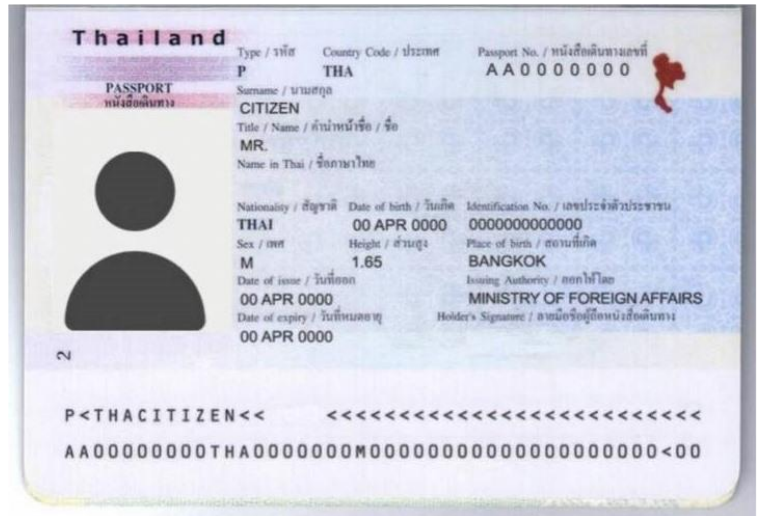 Thailand
Type / รหัส Country Code / ประเทศ Passport No. / หนังสือเดินทางเลขที่
P THA AA0000000
PASSPORT
หนังสือเดินทาง
Surname / นามสกุล
CITIZEN
Title / Name / คำนำหน้าชื่อ / ชื่อ
MR.
Name in Thai / ชื่อภาษาไทย
Nationality / สัญชาติ Date of birth / วันเกิด Identification No. / เลขประจำตัวประชาชน
THAI 00 APR 0000 0000000000000
Sex / เพศ Height / ส่วนสูง Place of birth / สถานที่เกิด
M 1.65 BANGKOK
Date of issue / วันที่ออก Issuing Authority / ออกให้โดย
00 APR 0000 MINISTRY OF FOREIGN AFFAIRS
Date of expiry / วันที่หมดอายุ Holder's Signature / ลายมือชื่อผู้ถือหนังสือเดินทาง
00 APR 0000
2
P<THACITIZEN<< <<<<<<<<<<<<<<<<<<<<<<<<<<
AA00000000THA0000000M00000000000000000000<00